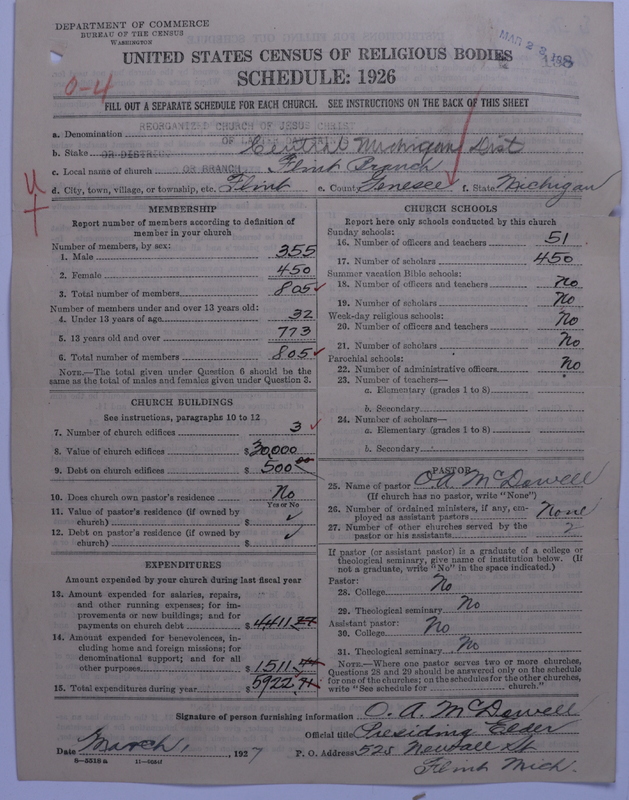 DEPARTMENT OF COMMERCE
BUREAU OF THE CENSUS
WASHINGTON
MAR 2 3
188
UNITED STATES CENSUS OF RELIGIOUS BODIES
SCHEDULE: 1926
0-4
FILL OUT A SEPARATE SCHEDULE FOR EACH CHURCH. SEE INSTRUCTIONS ON THE BACK OF THIS SHEET
REORGANIZED CHURCH OF JESUS CHRIST
a. Denomination
b. Stake OR DISTRICT Central Michigan Dist
c. Local name of church OR BRANCH Flint Branch
d. City, town, village, or township, etc. Flint e. County Genesee f. State Michigan
MEMBERSHIP
Report number of members according to definition of
member in your church
Number of members, by sex:
1. Male 355
2. Female 450
3. Total number of members 805
Number of members under and over 13 years old:
4. Under 13 years of age 32
5. 13 years old and over 773
6. Total number of members 805
NOTE.—The total given under Question 6 should be
same as the total of males and females given under Question 3.
CHURCH BUILDINGS
See instructions, paragraphs 10 to 12
7. Number of church edifices 3
8. Value of church edifices $30,000
9. Debt on church edifices $500.00
10. Does church own pastor's residence No
Yes or No
11. Value of pastor's residence (if owned by
church) $ ✓
12. Debt on pastor's residence (if owned by
church) $ ✓
EXPENDITURES
Amount expended by your church during last fiscal year
13. Amount expended for salaries, repairs,
and other running expenses; for im-
provements or new buildings; and for
payments on church debt $4411.27
14. Amount expended for benevolences, in-
cluding home and foreign missions; for
denominational support; and for all
other purposes $1511.44
15. Total expenditures during year $5922.71
CHURCH SCHOOLS
Report here only schools conducted by this church
Sunday schools:
16. Number of officers and teachers 51
17. Number of scholars 450
Summer vacation Bible schools:
18. Number of officers and teachers No
19. Number of scholars No
Week-day religious schools:
20. Number of officers and teachers No
21. Number of scholars No
Parochial schools:
22. Number of administrative officers No
23. Number of teachers—
a. Elementary (grades 1 to 8)
b. Secondary
24. Number of scholars—
a. Elementary (grades 1 to 8)
b. Secondary
PASTOR
25. Name of pastor O. A. McDowell
(If church has no pastor, write "None")
26. Number of ordained ministers, if any, em-
ployed as assistant pastors None
27. Number of other churches served by the
pastor or his assistants 2
If pastor (or assistant pastor) is a graduate of a college or
theological seminary, give name of institution below. (If
not a graduate, write "No" in the space indicated.)
Pastor:
28. College No
29. Theological seminary No
Assistant pastor:
30. College No
31. Theological seminary No
NOTE.—Where one pastor serves two or more churches,
Questions 28 and 29 should be answered only on the schedule
for one of the churches; on the schedules for the other churches,
write "See schedule for church."
Signature of person furnishing information O. A. McDowell
Official title Presiding Elder
Date March, 1927 P. O. Address 525 Newall St
Flint Mich.